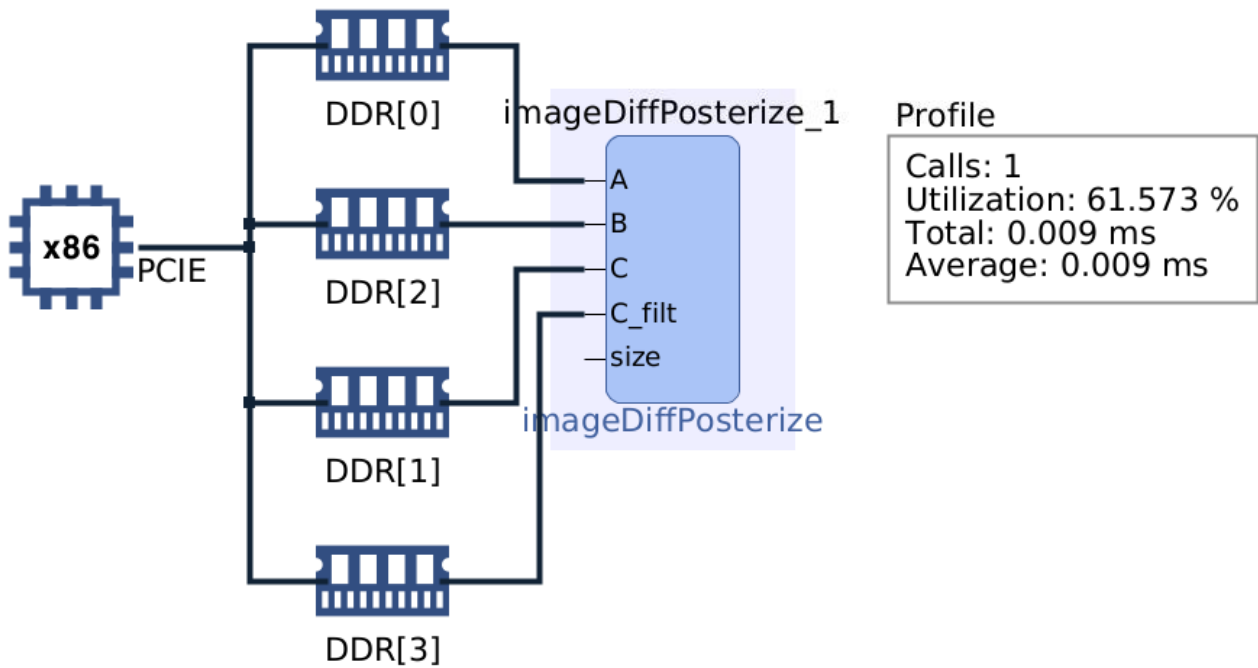 x86
PCIE
DDR[0]
DDR[2]
DDR[1]
DDR[3]
imageDiffPosterize_1
A
B
C
C_filt
size
imageDiffPosterize
Profile
Calls: 1
Utilization: 61.573 %
Total: 0.009 ms
Average: 0.009 ms